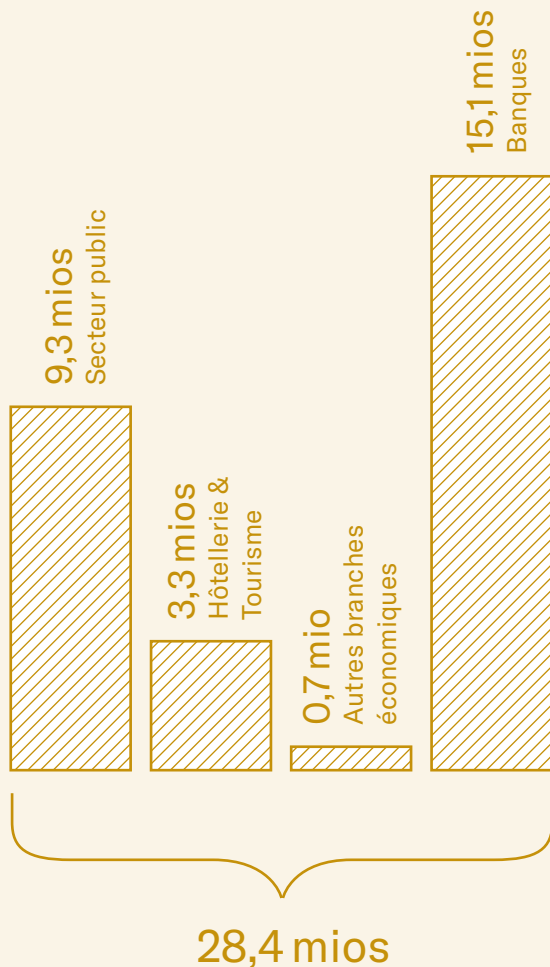 9,3 mios
Secteur public
3,3 mios
Hôtellerie &
Tourisme
0,7 mio
Autres branches
économiques
15,1 mios
Banques
28,4 mios